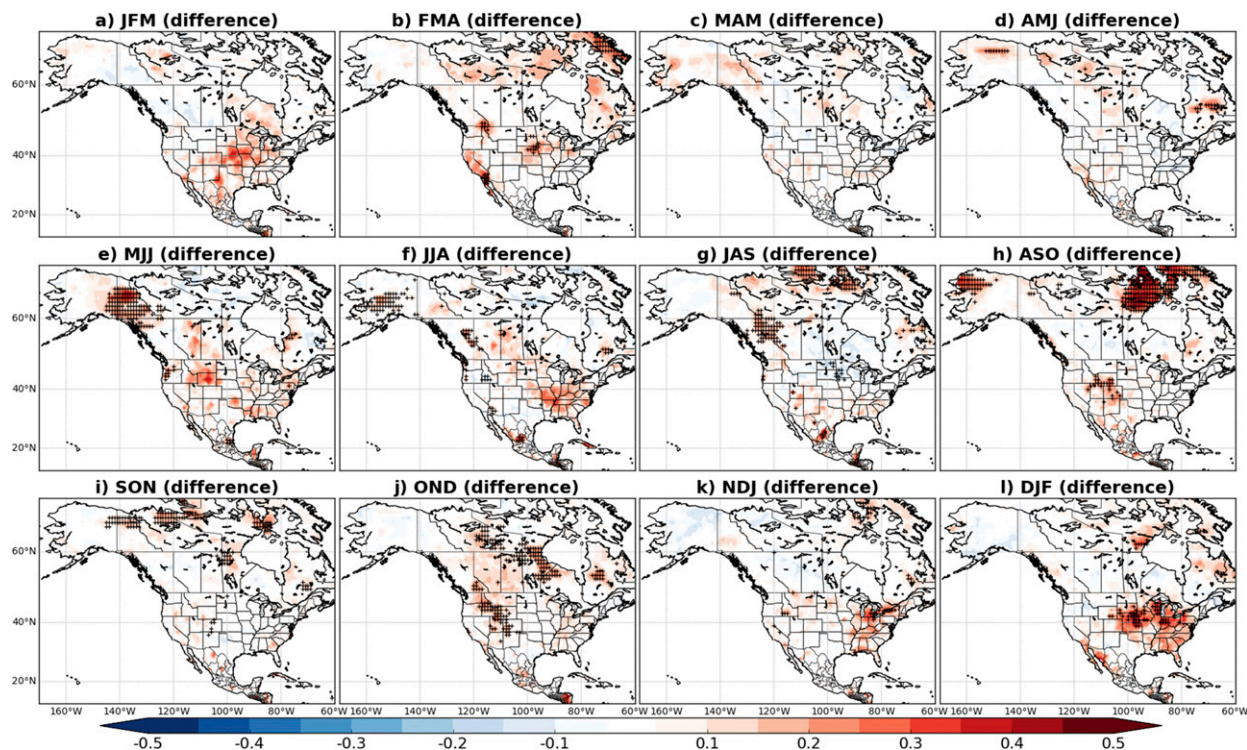 a) JFM (difference)
b) FMA (difference)
c) MAM (difference)
d) AMJ (difference)
60°N
40°N
20°N
e) MJJ (difference)
f) JJA (difference)
g) JAS (difference)
h) ASO (difference)
60°N
40°N
20°N
i) SON (difference)
j) OND (difference)
k) NDJ (difference)
l) DJF (difference)
60°N
40°N
20°N
160°W 140°W 120°W 100°W 80°W 60°W 160°W 140°W 120°W 100°W 80°W 60°W 160°W 140°W 120°W 100°W 80°W 60°W 160°W 140°W 120°W 100°W 80°W 60°W
-0.5 -0.4 -0.3 -0.2 -0.1 0.1 0.2 0.3 0.4 0.5